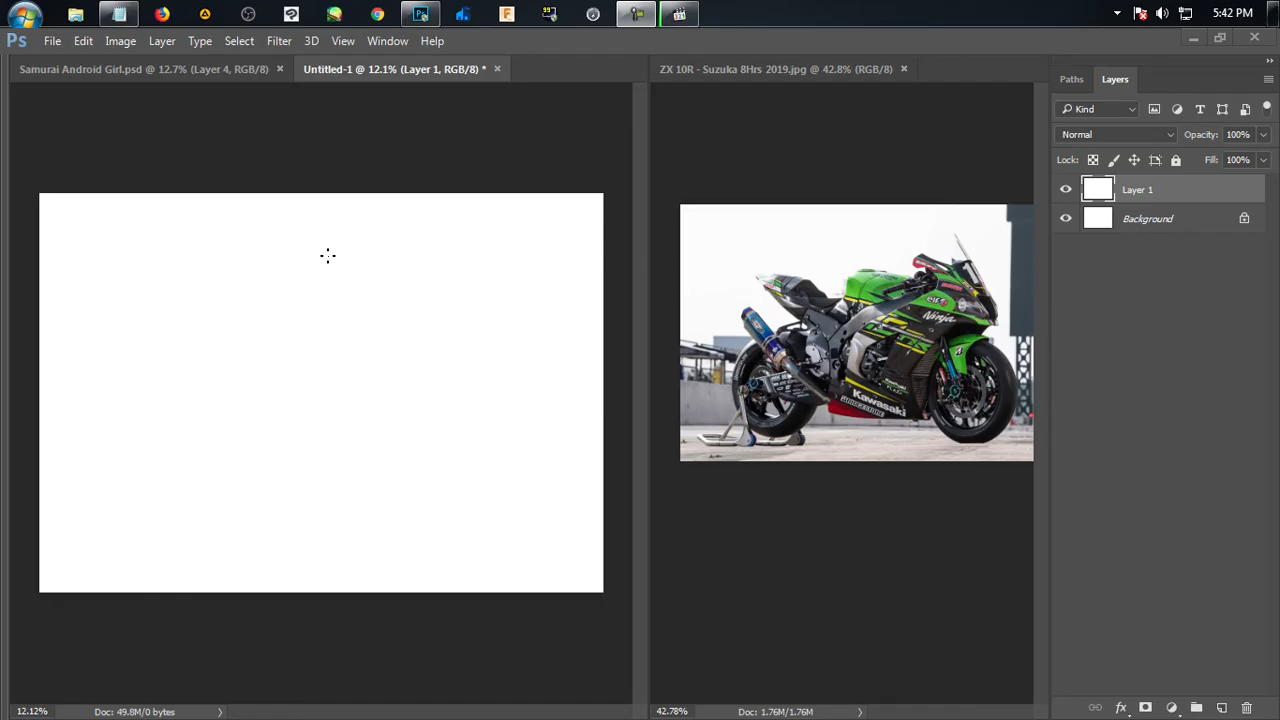 5:42 PM
Ps File Edit Image Layer Type Select Filter 3D View Window Help
Samurai Android Girl.psd @ 12.7% (Layer 4, RGB/8) × Untitled-1 @ 12.1% (Layer 1, RGB/8) * × ZX 10R - Suzuka 8Hrs 2019.jpg @ 42.8% (RGB/8) ×
Paths Layers
Kind
Normal Opacity: 100%
Lock: Fill: 100%
Layer 1
Background
elf
Ninja
Kawasaki
BRIDGESTONE
12.12% Doc: 49.8M/0 bytes 42.78% Doc: 1.76M/1.76M